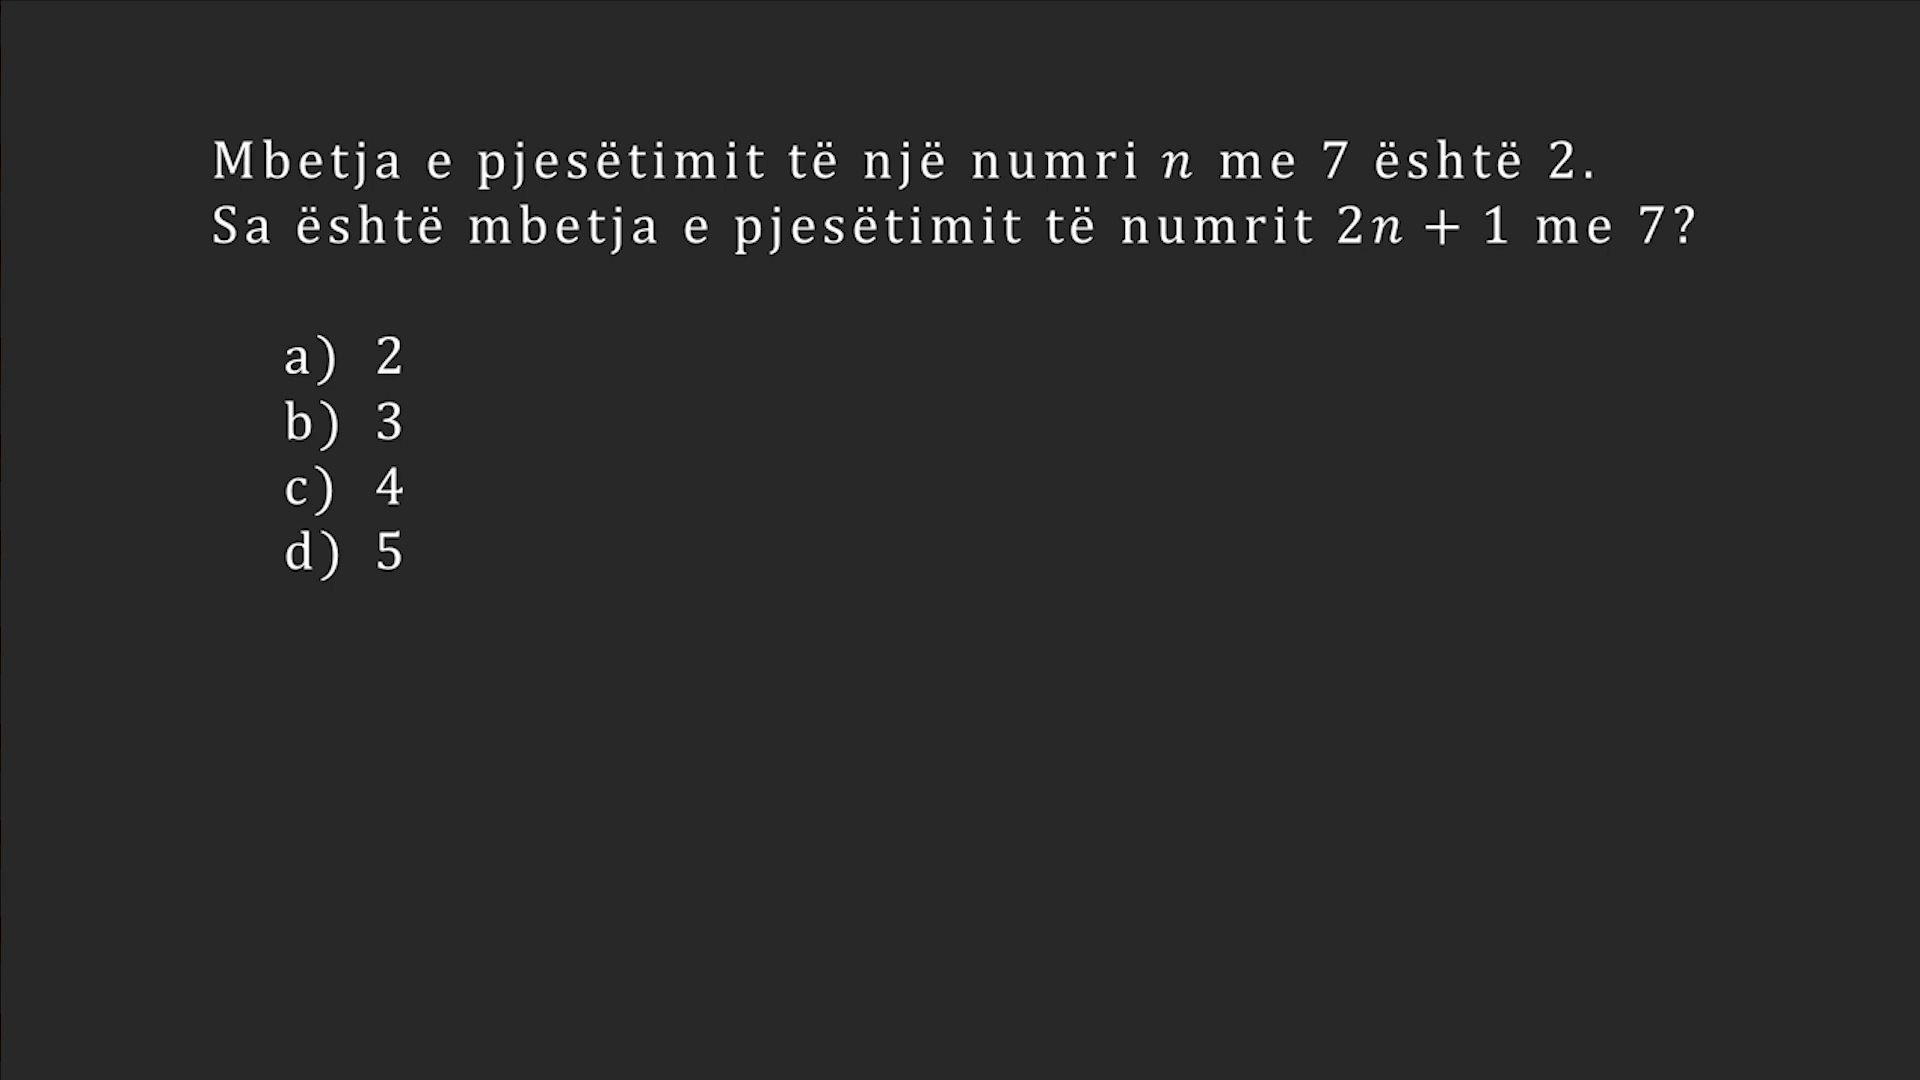 Mbetja e pjesëtimit të një numri n me 7 është 2.
Sa është mbetja e pjesëtimit të numrit 2n + 1 me 7?
a) 2
b) 3
c) 4
d) 5